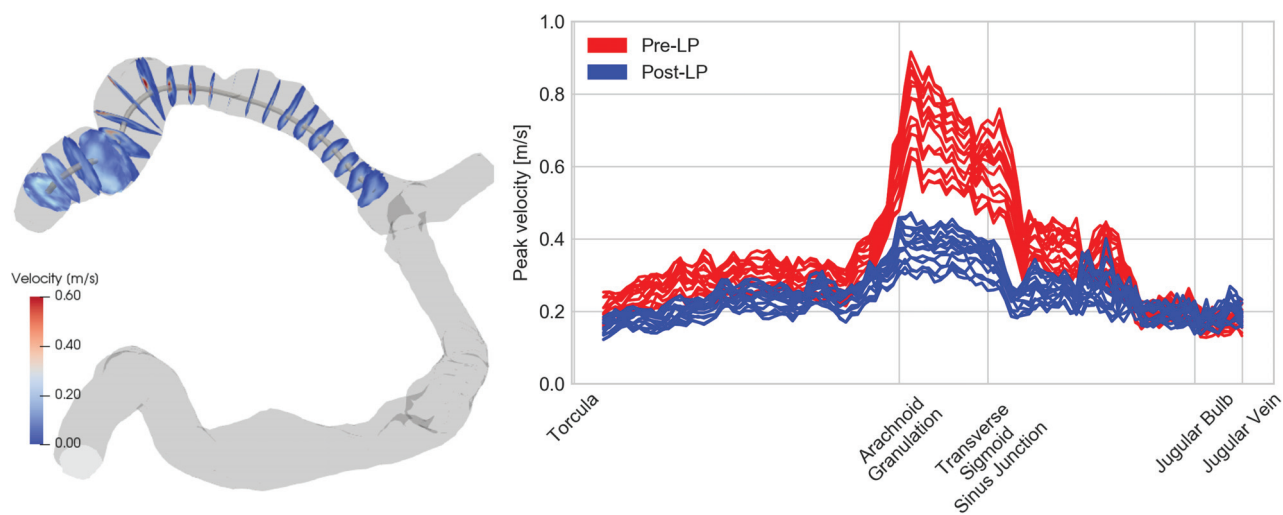 Velocity (m/s)
0.60
0.40
0.20
0.00
Peak velocity [m/s]
1.0
0.8
0.6
0.4
0.2
0.0
Pre-LP
Post-LP
Torcula
Arachnoid
Granulation
Transverse
Sigmoid
Sinus Junction
Jugular Bulb
Jugular Vein